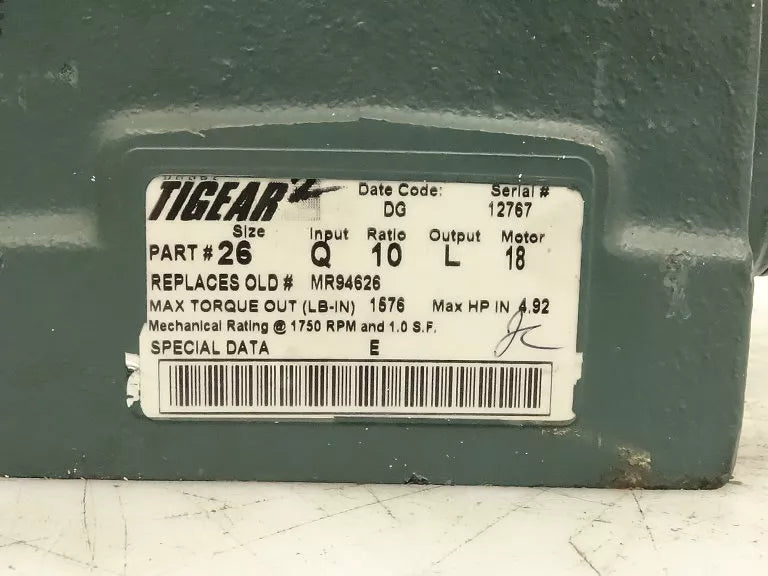 DODGE
TIGEAR 2 Date Code: Serial #
DG 12767
Size Input Ratio Output Motor
PART # 26 Q 10 L 18
REPLACES OLD # MR94626
MAX TORQUE OUT (LB-IN) 1576 Max HP IN 4.92
Mechanical Rating @ 1750 RPM and 1.0 S.F.
SPECIAL DATA E